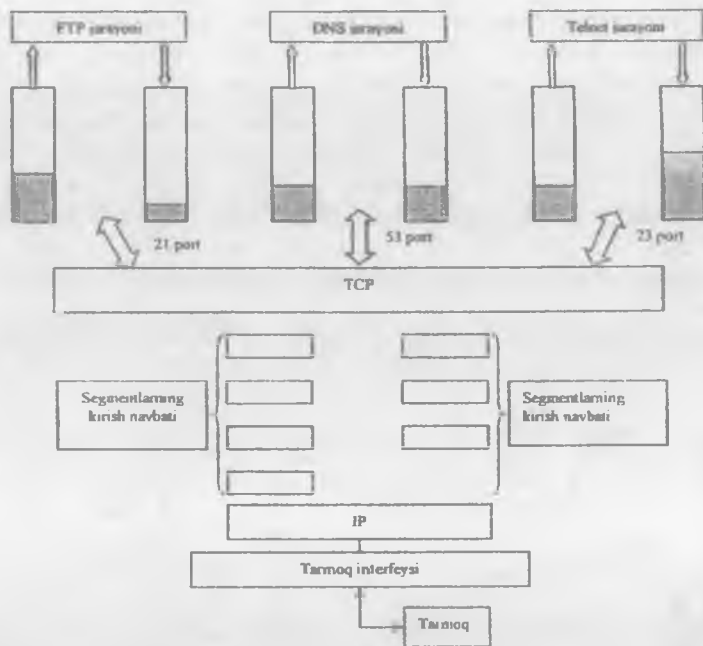 FTP jarayoni
DNS jarayoni
Telnet jarayoni
21 port
53 port
23 port
TCP
Segmentlarning
kirish navbati
Segmentlarning
kirish navbati
IP
Tarmoq interfeysi
Tarmoq